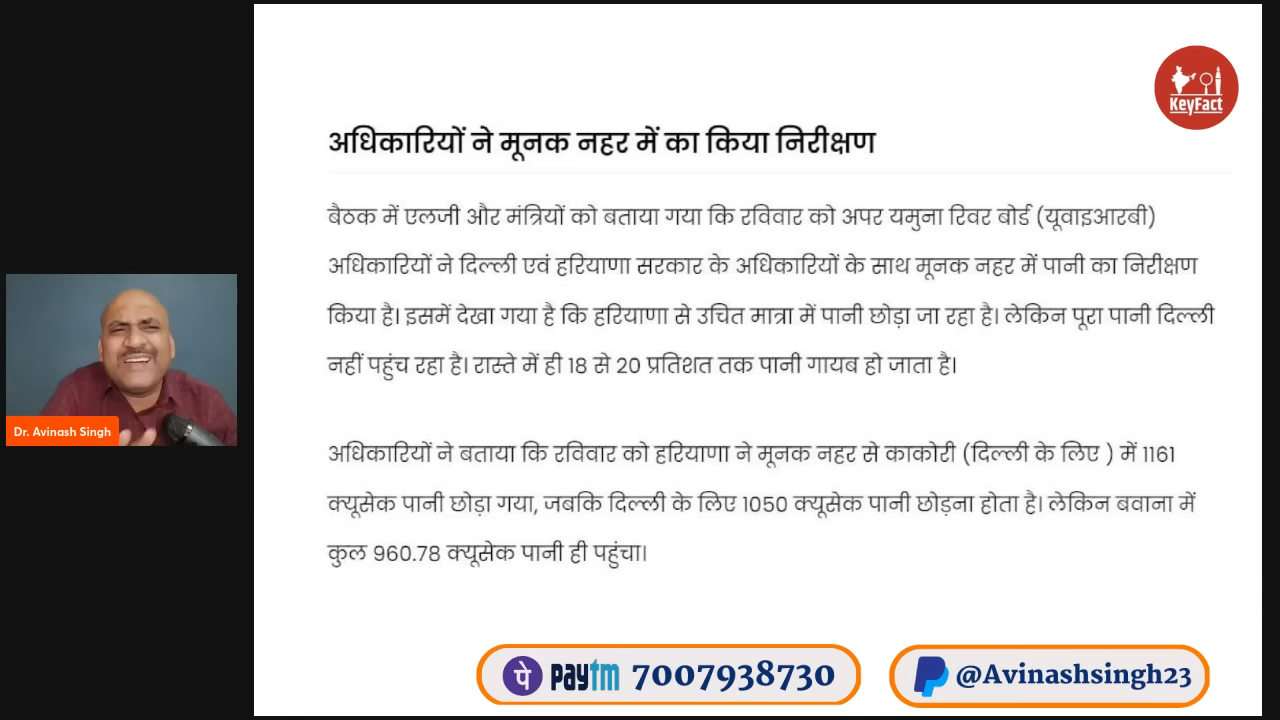 KeyFact
अधिकारियों ने मूनक नहर में का किया निरीक्षण
बैठक में एलजी और मंत्रियों को बताया गया कि रविवार को अपर यमुना रिवर बोर्ड (यूवाइआरबी)
अधिकारियों ने दिल्ली एवं हरियाणा सरकार के अधिकारियों के साथ मूनक नहर में पानी का निरीक्षण
किया है। इसमें देखा गया है कि हरियाणा से उचित मात्रा में पानी छोड़ा जा रहा है। लेकिन पूरा पानी दिल्ली
नहीं पहुंच रहा है। रास्ते में ही 18 से 20 प्रतिशत तक पानी गायब हो जाता है।
अधिकारियों ने बताया कि रविवार को हरियाणा ने मूनक नहर से काकोरी (दिल्ली के लिए ) में 1161
क्यूसेक पानी छोड़ा गया, जबकि दिल्ली के लिए 1050 क्यूसेक पानी छोड़ना होता है। लेकिन बवाना में
कुल 960.78 क्यूसेक पानी ही पहुंचा।
Dr. Avinash Singh
पे paytm 7007938730
@Avinashsingh23